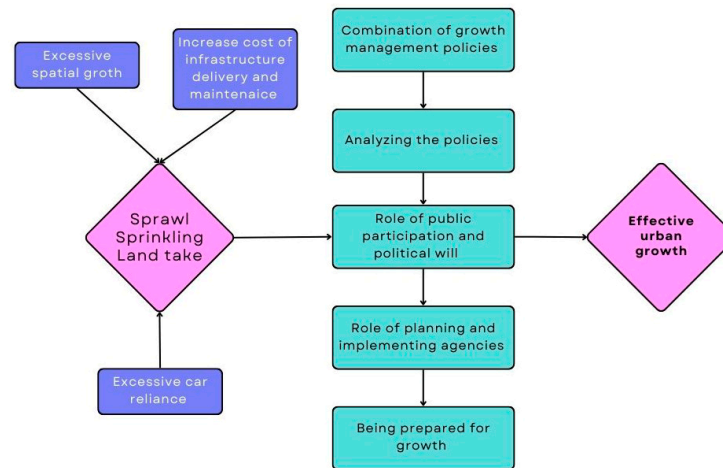 Excessive
spatial groth
Increase cost of
infrastructure
delivery and
maintenaice
Sprawl
Sprinkling
Land take
Excessive car
reliance
Combination of growth
management policies
Analyzing the policies
Role of public
participation and
political will
Role of planning and
implementing agencies
Being prepared for
growth
Effective
urban
growth